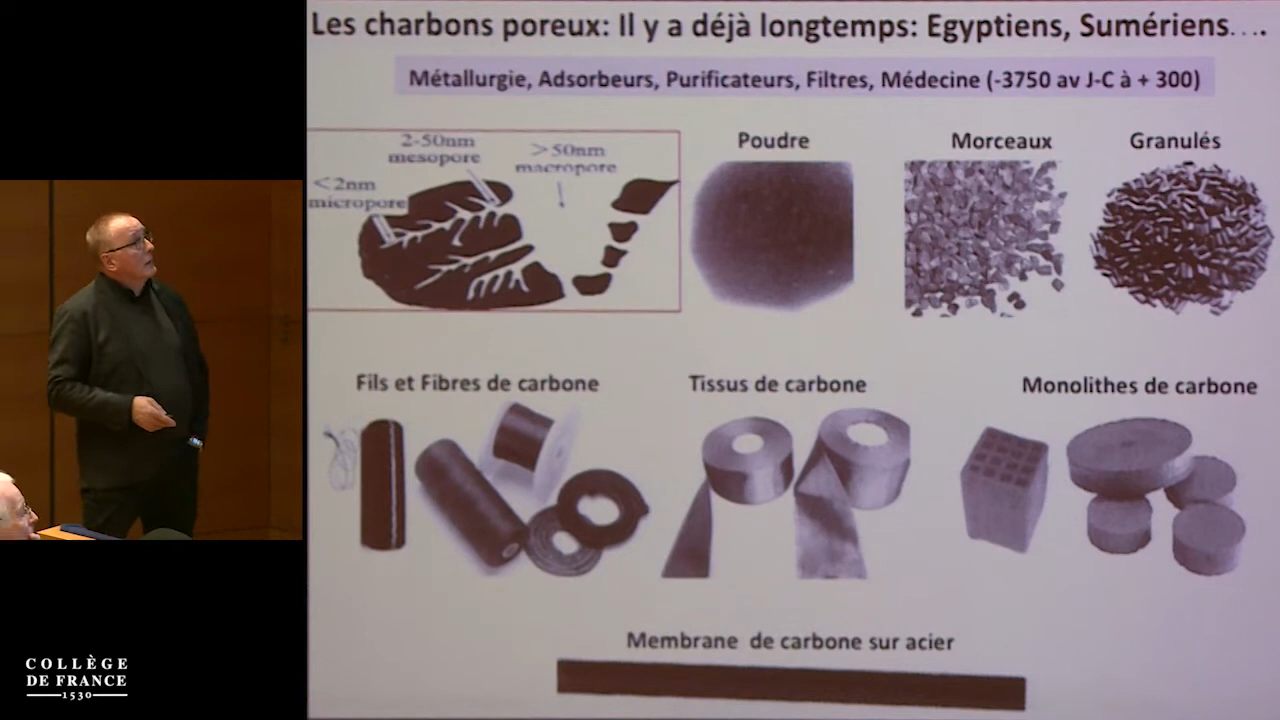 Les charbons poreux: Il y a déjà longtemps: Egyptiens, Sumériens….
Métallurgie, Adsorbeurs, Purificateurs, Filtres, Médecine (-3750 av J-C à + 300)
2-50nm
mesopore
>50nm
macropore
<2nm
micropore
Poudre
Morceaux
Granulés
Fils et Fibres de carbone
Tissus de carbone
Monolithes de carbone
Membrane de carbone sur acier
COLLÈGE
DE FRANCE
1530